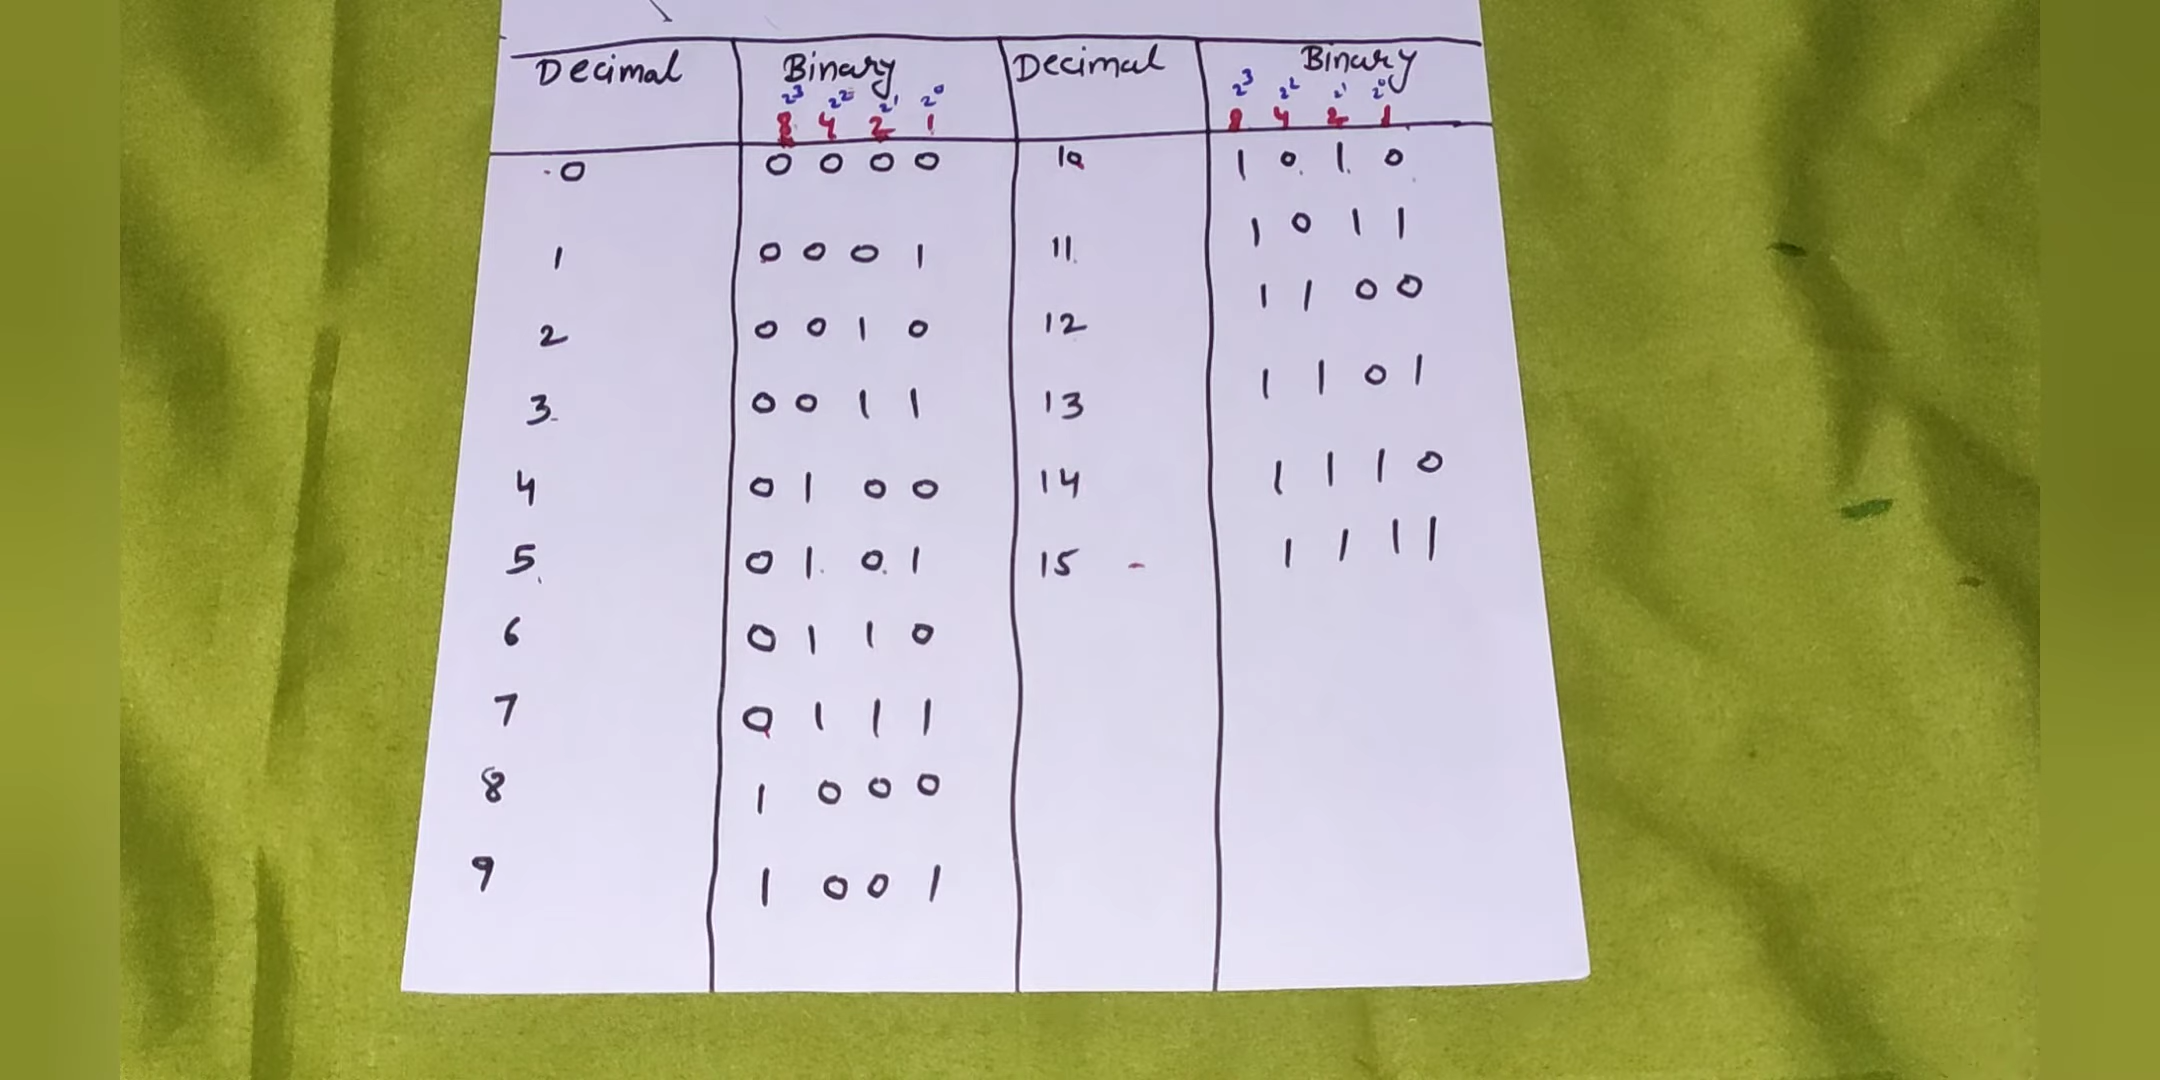 Decimal Binary Decimal Binary
2³ 2² 2¹ 2⁰ 2³ 2² 2¹ 2⁰
8 4 2 1 8 4 2 1
0 0 0 0 0 10 1 0 1 0
1 0 0 0 1 11 1 0 1 1
2 0 0 1 0 12 1 1 0 0
3 0 0 1 1 13 1 1 0 1
4 0 1 0 0 14 1 1 1 0
5 0 1 0 1 15 - 1 1 1 1
6 0 1 1 0
7 0 1 1 1
8 1 0 0 0
9 1 0 0 1